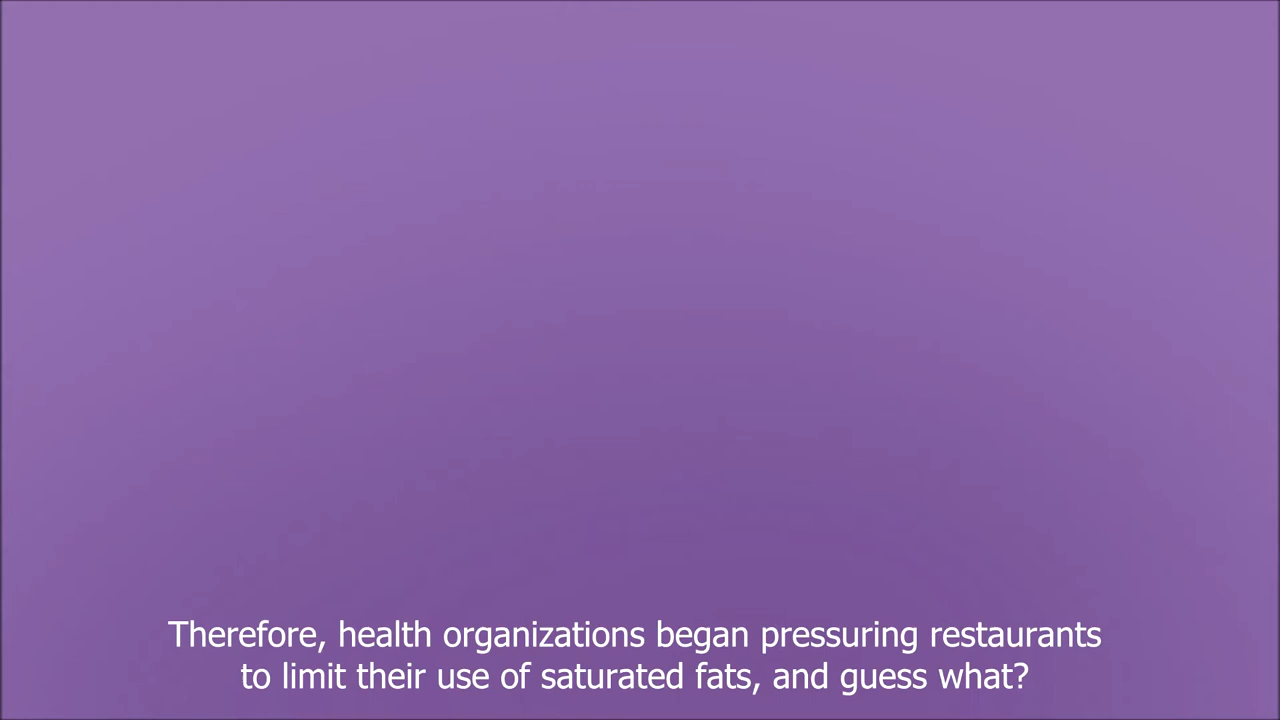 Therefore, health organizations began pressuring restaurants
to limit their use of saturated fats, and guess what?